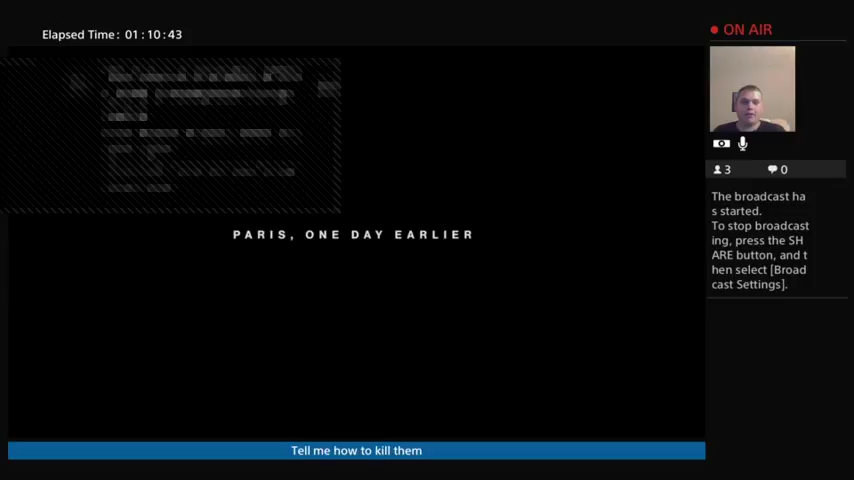 Elapsed Time: 01:10:43
ON AIR
3 0
PARIS, ONE DAY EARLIER
The broadcast ha
s started.
To stop broadcast
ing, press the SH
ARE button, and t
hen select [Broad
cast Settings].
Tell me how to kill them